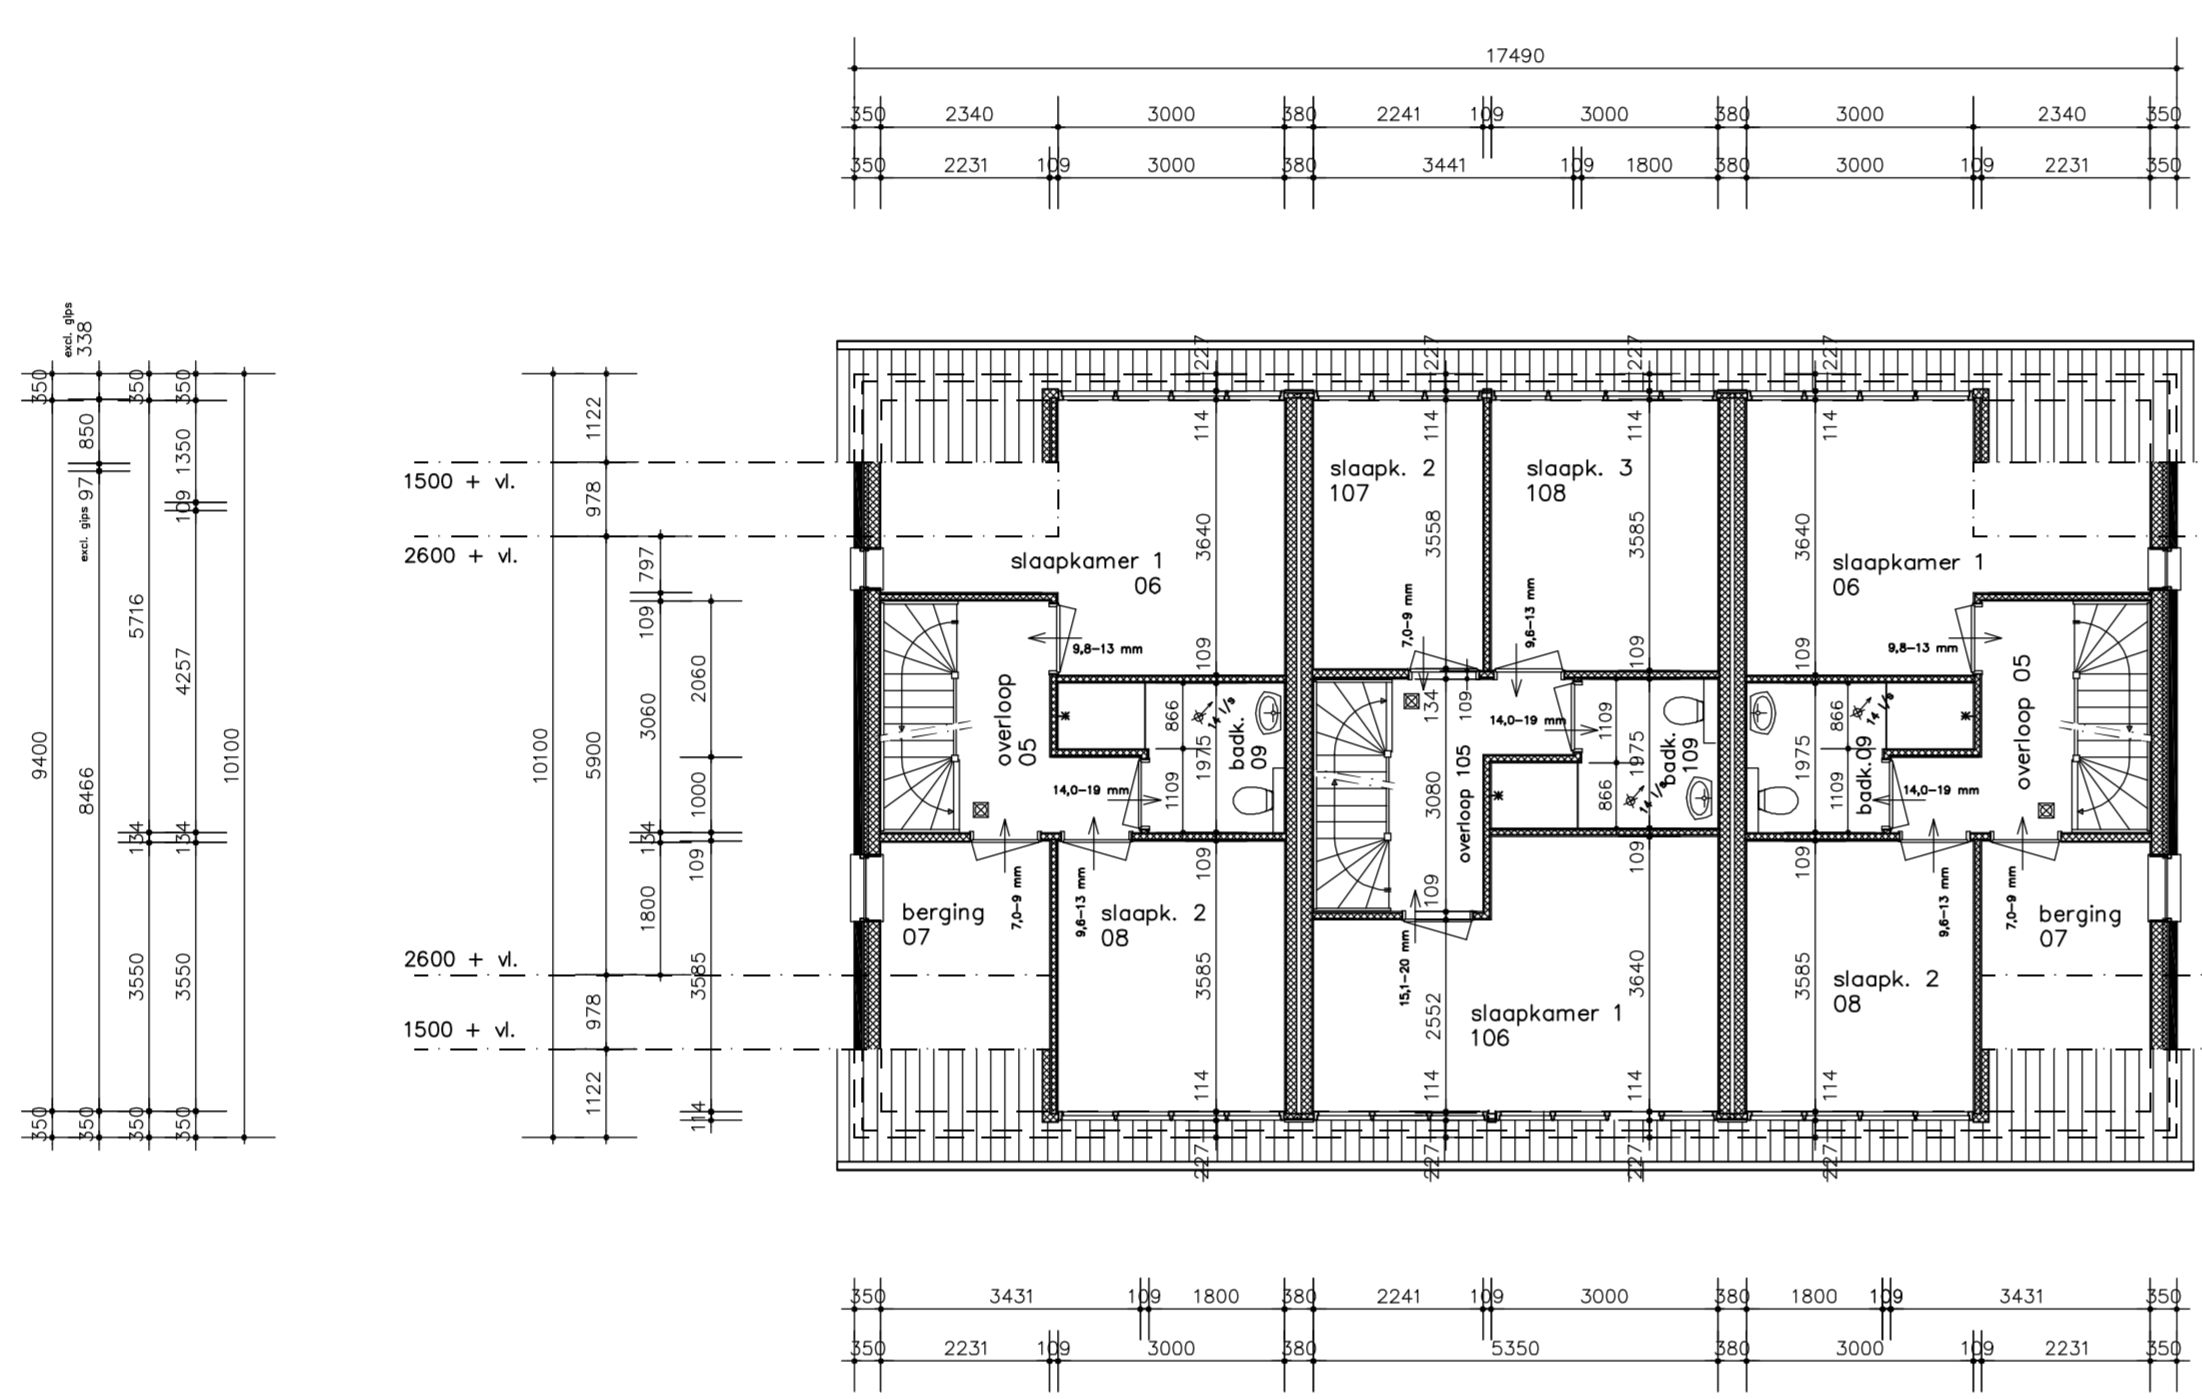 17490
350 2340 3000 380 2241 109 3000 380 3000 2340 350
350 2231 109 3000 380 3441 109 1800 380 3000 109 2231 350
excl. gips
338
350
350
350
850
1350
excl. gips 97
109
5716
4257
9400
8466
10100
134
134
3550
3550
350
350
350
350
1500 + vl.
2600 + vl.
2600 + vl.
1500 + vl.
1122
978
797
109
2060
3060
10100
5900
1000
134
109
1800
3585
978
1122
114
227
227
227
227
114
114
114
114
slaapk. 2
107
slaapk. 3
108
3640
3558
3585
3640
slaapkamer 1
06
slaapkamer 1
06
7,0-9 mm
9,6-13 mm
109
109
109
9,8-13 mm
9,8-13 mm
overloop
05
866
14 l/s
badk.
09
1975
1109
14,0-19 mm
134
109
14,0-19 mm
1109
1975
badk.
109
866
14 l/s
3080
overloop 105
866
14 l/s
1975
badk.09
1109
14,0-19 mm
overloop 05
109
109
109
109
berging
07
7,0-9 mm
9,6-13 mm
slaapk. 2
08
3585
15,1-20 mm
2552
slaapkamer 1
106
3640
3585
slaapk. 2
08
9,6-13 mm
7,0-9 mm
berging
07
114
114
114
114
227
227
227
227
350 3431 109 1800 380 2241 109 3000 380 1800 109 3431 350
350 2231 109 3000 380 5350 380 3000 109 2231 350